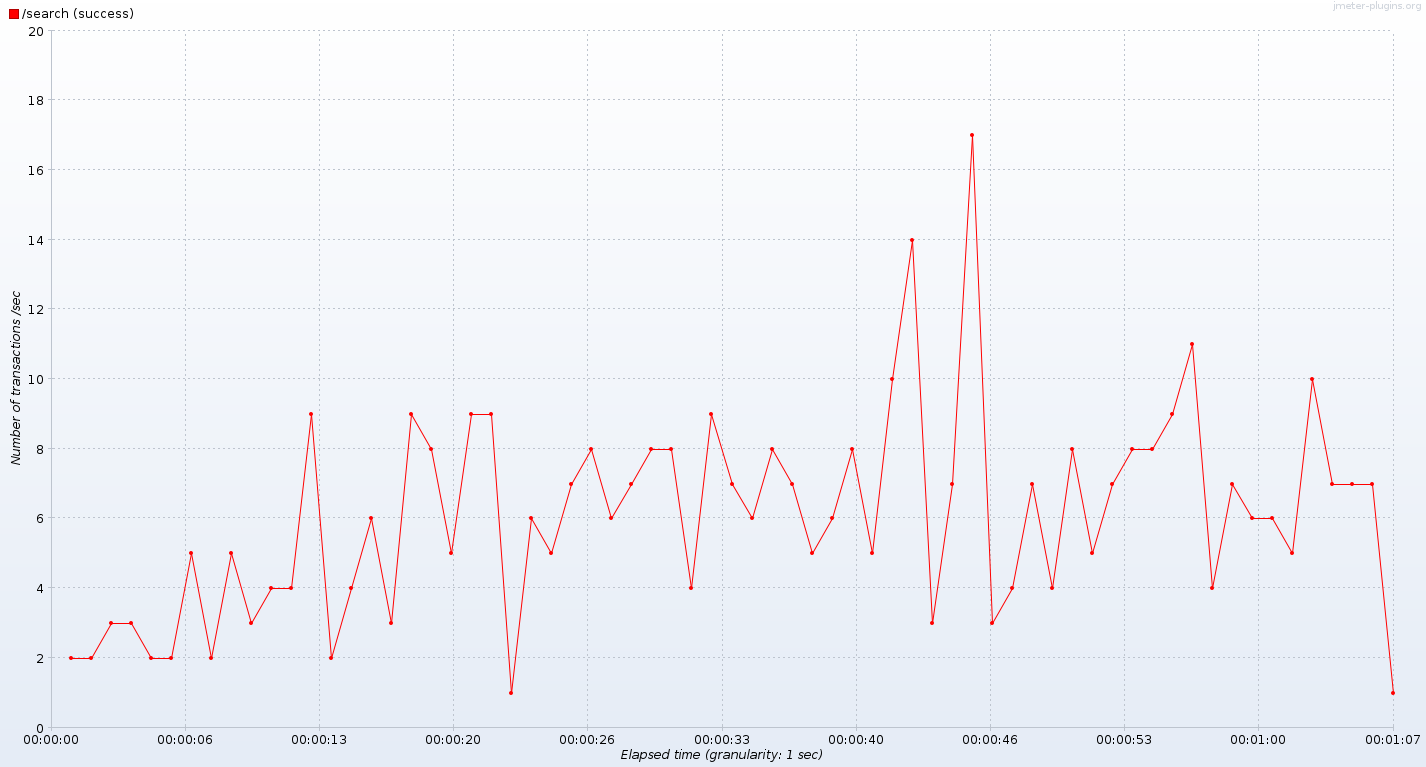 /search (success)
jmeter-plugins.org
20
18
16
14
12
10
8
6
4
2
0
Number of transactions /sec
00:00:00 00:00:06 00:00:13 00:00:20 00:00:26 00:00:33 00:00:40 00:00:46 00:00:53 00:01:00 00:01:07
Elapsed time (granularity: 1 sec)